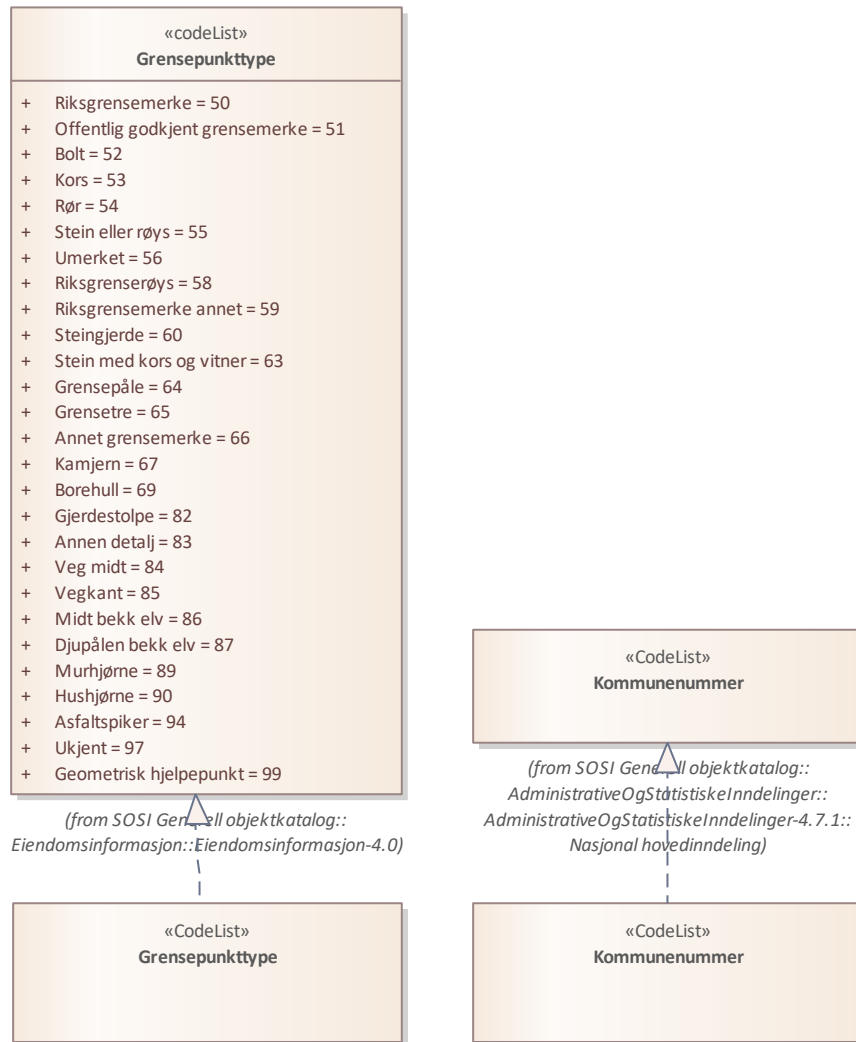 «codeList»
Grensepunkttype
+ Riksgrensemerke = 50
+ Offentlig godkjent grensemerke = 51
+ Bolt = 52
+ Kors = 53
+ Rør = 54
+ Stein eller røys = 55
+ Umerket = 56
+ Riksgrenserøys = 58
+ Riksgrensemerke annet = 59
+ Steingjerde = 60
+ Stein med kors og vitner = 63
+ Grensepåle = 64
+ Grensetre = 65
+ Annet grensemerke = 66
+ Kamjern = 67
+ Borehull = 69
+ Gjerdestolpe = 82
+ Annen detalj = 83
+ Veg midt = 84
+ Vegkant = 85
+ Midt bekk elv = 86
+ Djupålen bekk elv = 87
+ Murhjørne = 89
+ Hushjørne = 90
+ Asfaltspiker = 94
+ Ukjent = 97
+ Geometrisk hjelpepunkt = 99
(from SOSI Generell objektkatalog::
Eiendomsinformasjon::Eiendomsinformasjon-4.0)
«CodeList»
Grensepunkttype
«CodeList»
Kommunenummer
(from SOSI Generell objektkatalog::
AdministrativeOgStatistiskeInndelinger::
AdministrativeOgStatistiskeInndelinger-4.7.1::
Nasjonal hovedinndeling)
«CodeList»
Kommunenummer